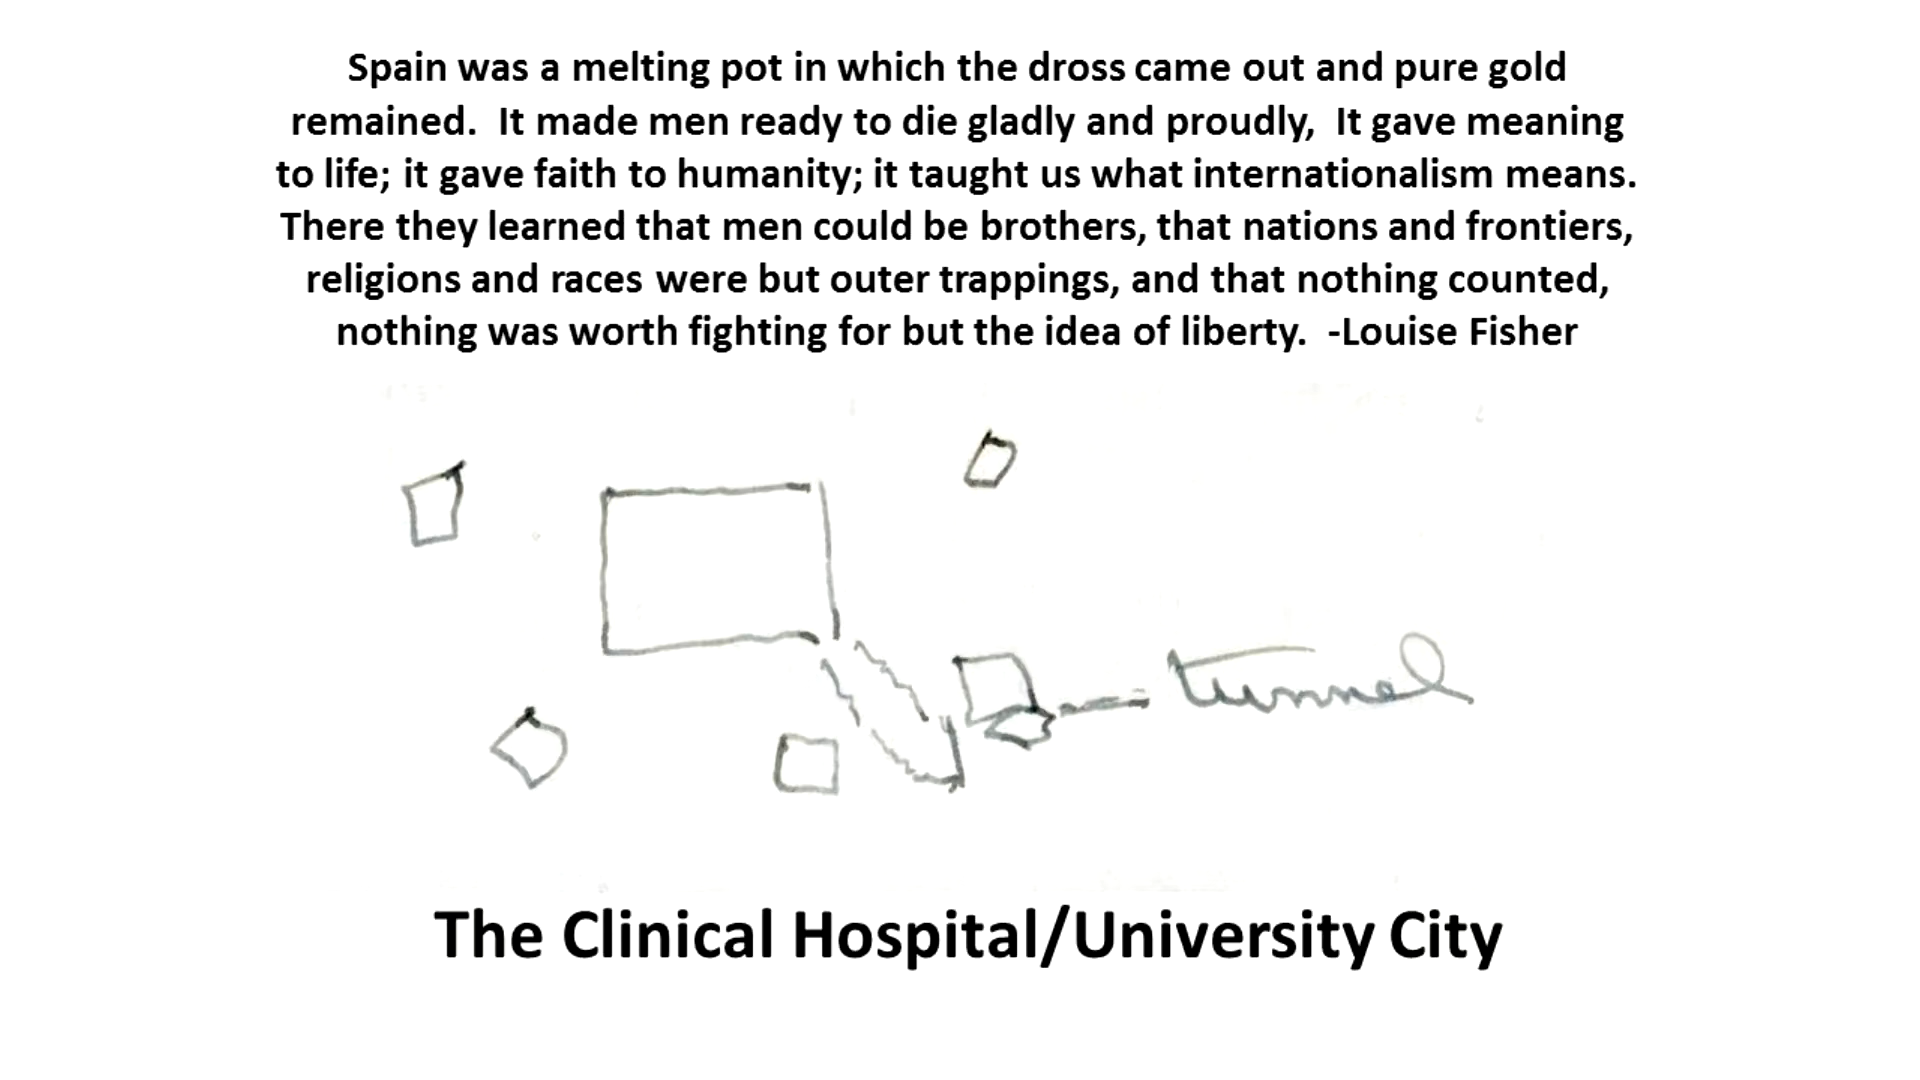 Spain was a melting pot in which the dross came out and pure gold
remained.  It made men ready to die gladly and proudly,  It gave meaning
to life; it gave faith to humanity; it taught us what internationalism means.
There they learned that men could be brothers, that nations and frontiers,
religions and races were but outer trappings, and that nothing counted,
nothing was worth fighting for but the idea of liberty.  -Louise Fisher
tunnel
The Clinical Hospital/University City